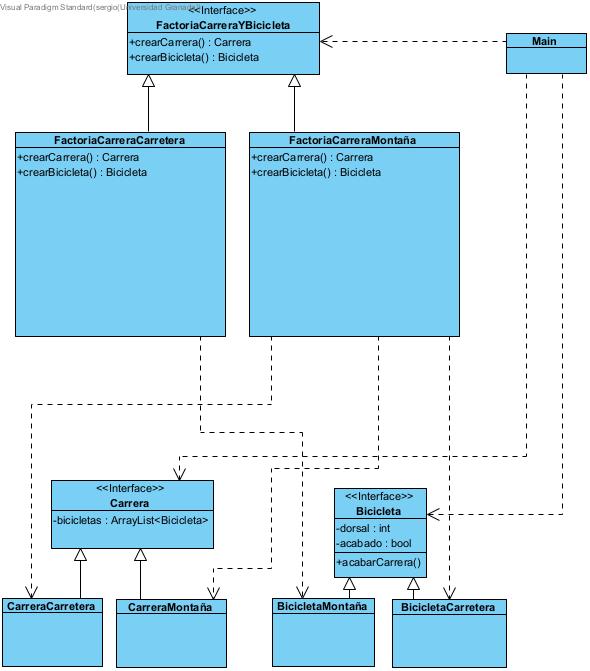 Visual Paradigm Standard(sergio(Universidad Granada))
<<Interface>>
FactoriaCarreraYBicicleta
+crearCarrera() : Carrera
+crearBicicleta() : Bicicleta
Main
FactoriaCarreraCarretera
+crearCarrera() : Carrera
+crearBicicleta() : Bicicleta
FactoriaCarreraMontaña
+crearCarrera() : Carrera
+crearBicicleta() : Bicicleta
<<Interface>>
Carrera
-bicicletas : ArrayList<Bicicleta>
<<Interface>>
Bicicleta
-dorsal : int
-acabado : bool
+acabarCarrera()
CarreraCarretera
CarreraMontaña
BicicletaMontaña
BicicletaCarretera